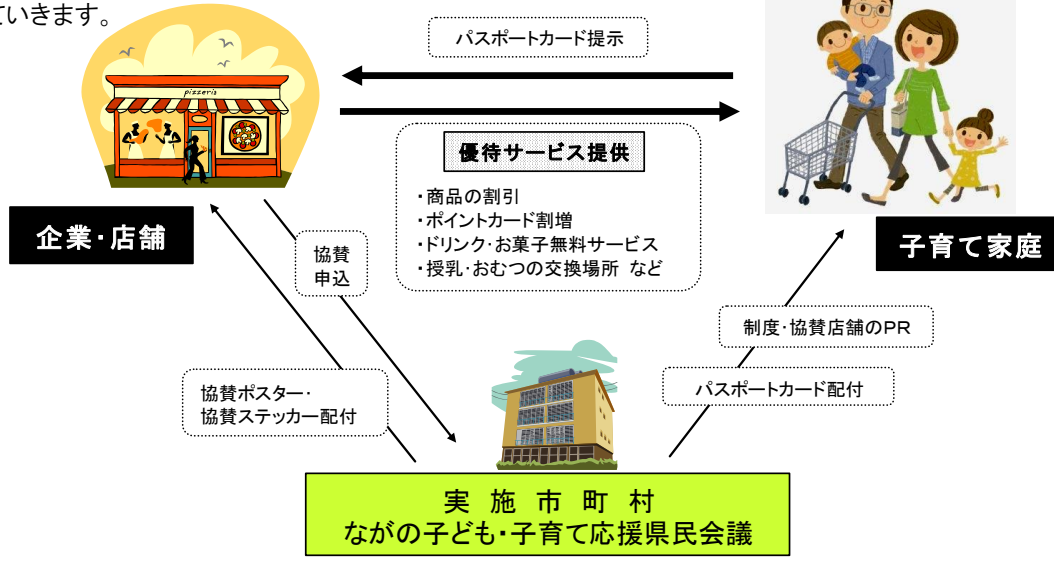 ていきます。
パスポートカード提示
pizzeria
優待サービス提供
・商品の割引
・ポイントカード割増
・ドリンク・お菓子無料サービス
・授乳・おむつの交換場所 など
企業・店舗
子育て家庭
協賛
申込
制度・協賛店舗のPR
協賛ポスター・
協賛ステッカー配付
パスポートカード配付
実 施 市 町 村
ながの子ども・子育て応援県民会議